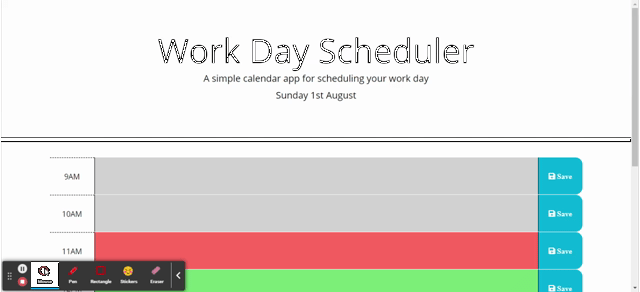 Work Day Scheduler
A simple calendar app for scheduling your work day
Sunday 1st August
9AM
Save
10AM
Save
11AM
Save
Save
Mouse
Pen
Rectangle
Stickers
Eraser